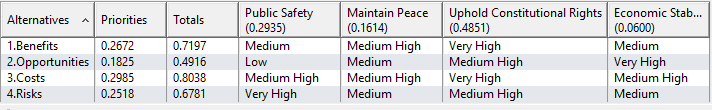 Alternatives Priorities Totals Public Safety (0.2935) Maintain Peace (0.1614) Uphold Constitutional Rights (0.4851) Economic Stab... (0.0600)
1.Benefits 0.2672 0.7197 Medium Medium High Very High Medium
2.Opportunities 0.1825 0.4916 Low Medium Medium High Very High
3.Costs 0.2985 0.8038 Medium High Medium High Very High Medium High
4.Risks 0.2518 0.6781 Very High Medium Medium High Medium